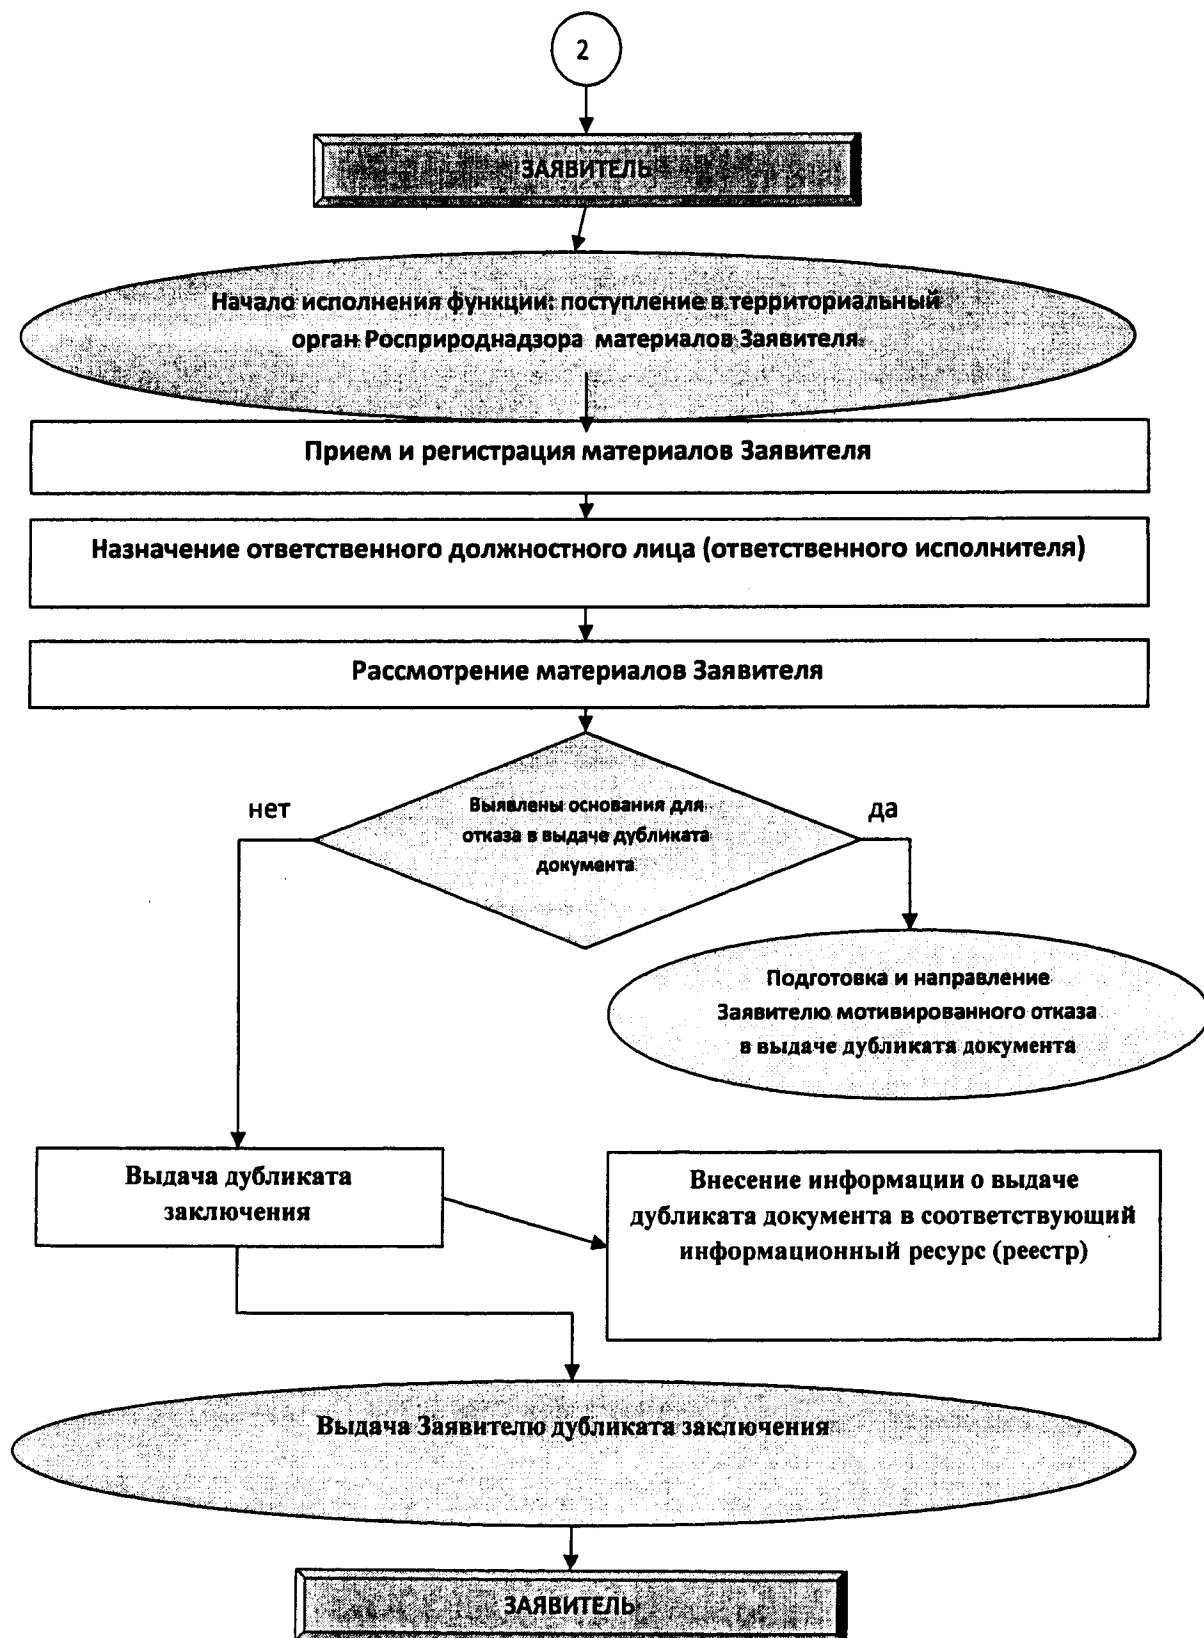 2
ЗАЯВИТЕЛЬ
Начало исполнения функции: поступление в территориальный
орган Росприроднадзора материалов Заявителя.
Прием и регистрация материалов Заявителя
Назначение ответственного должностного лица (ответственного исполнителя)
Рассмотрение материалов Заявителя
нет
Выявлены основания для
отказа в выдаче дубликата
документа
да
Подготовка и направление
Заявителю мотивированного отказа
в выдаче дубликата документа
Выдача дубликата
заключения
Внесение информации о выдаче
дубликата документа в соответствующий
информационный ресурс (реестр)
Выдача Заявителю дубликата заключения
ЗАЯВИТЕЛЬ